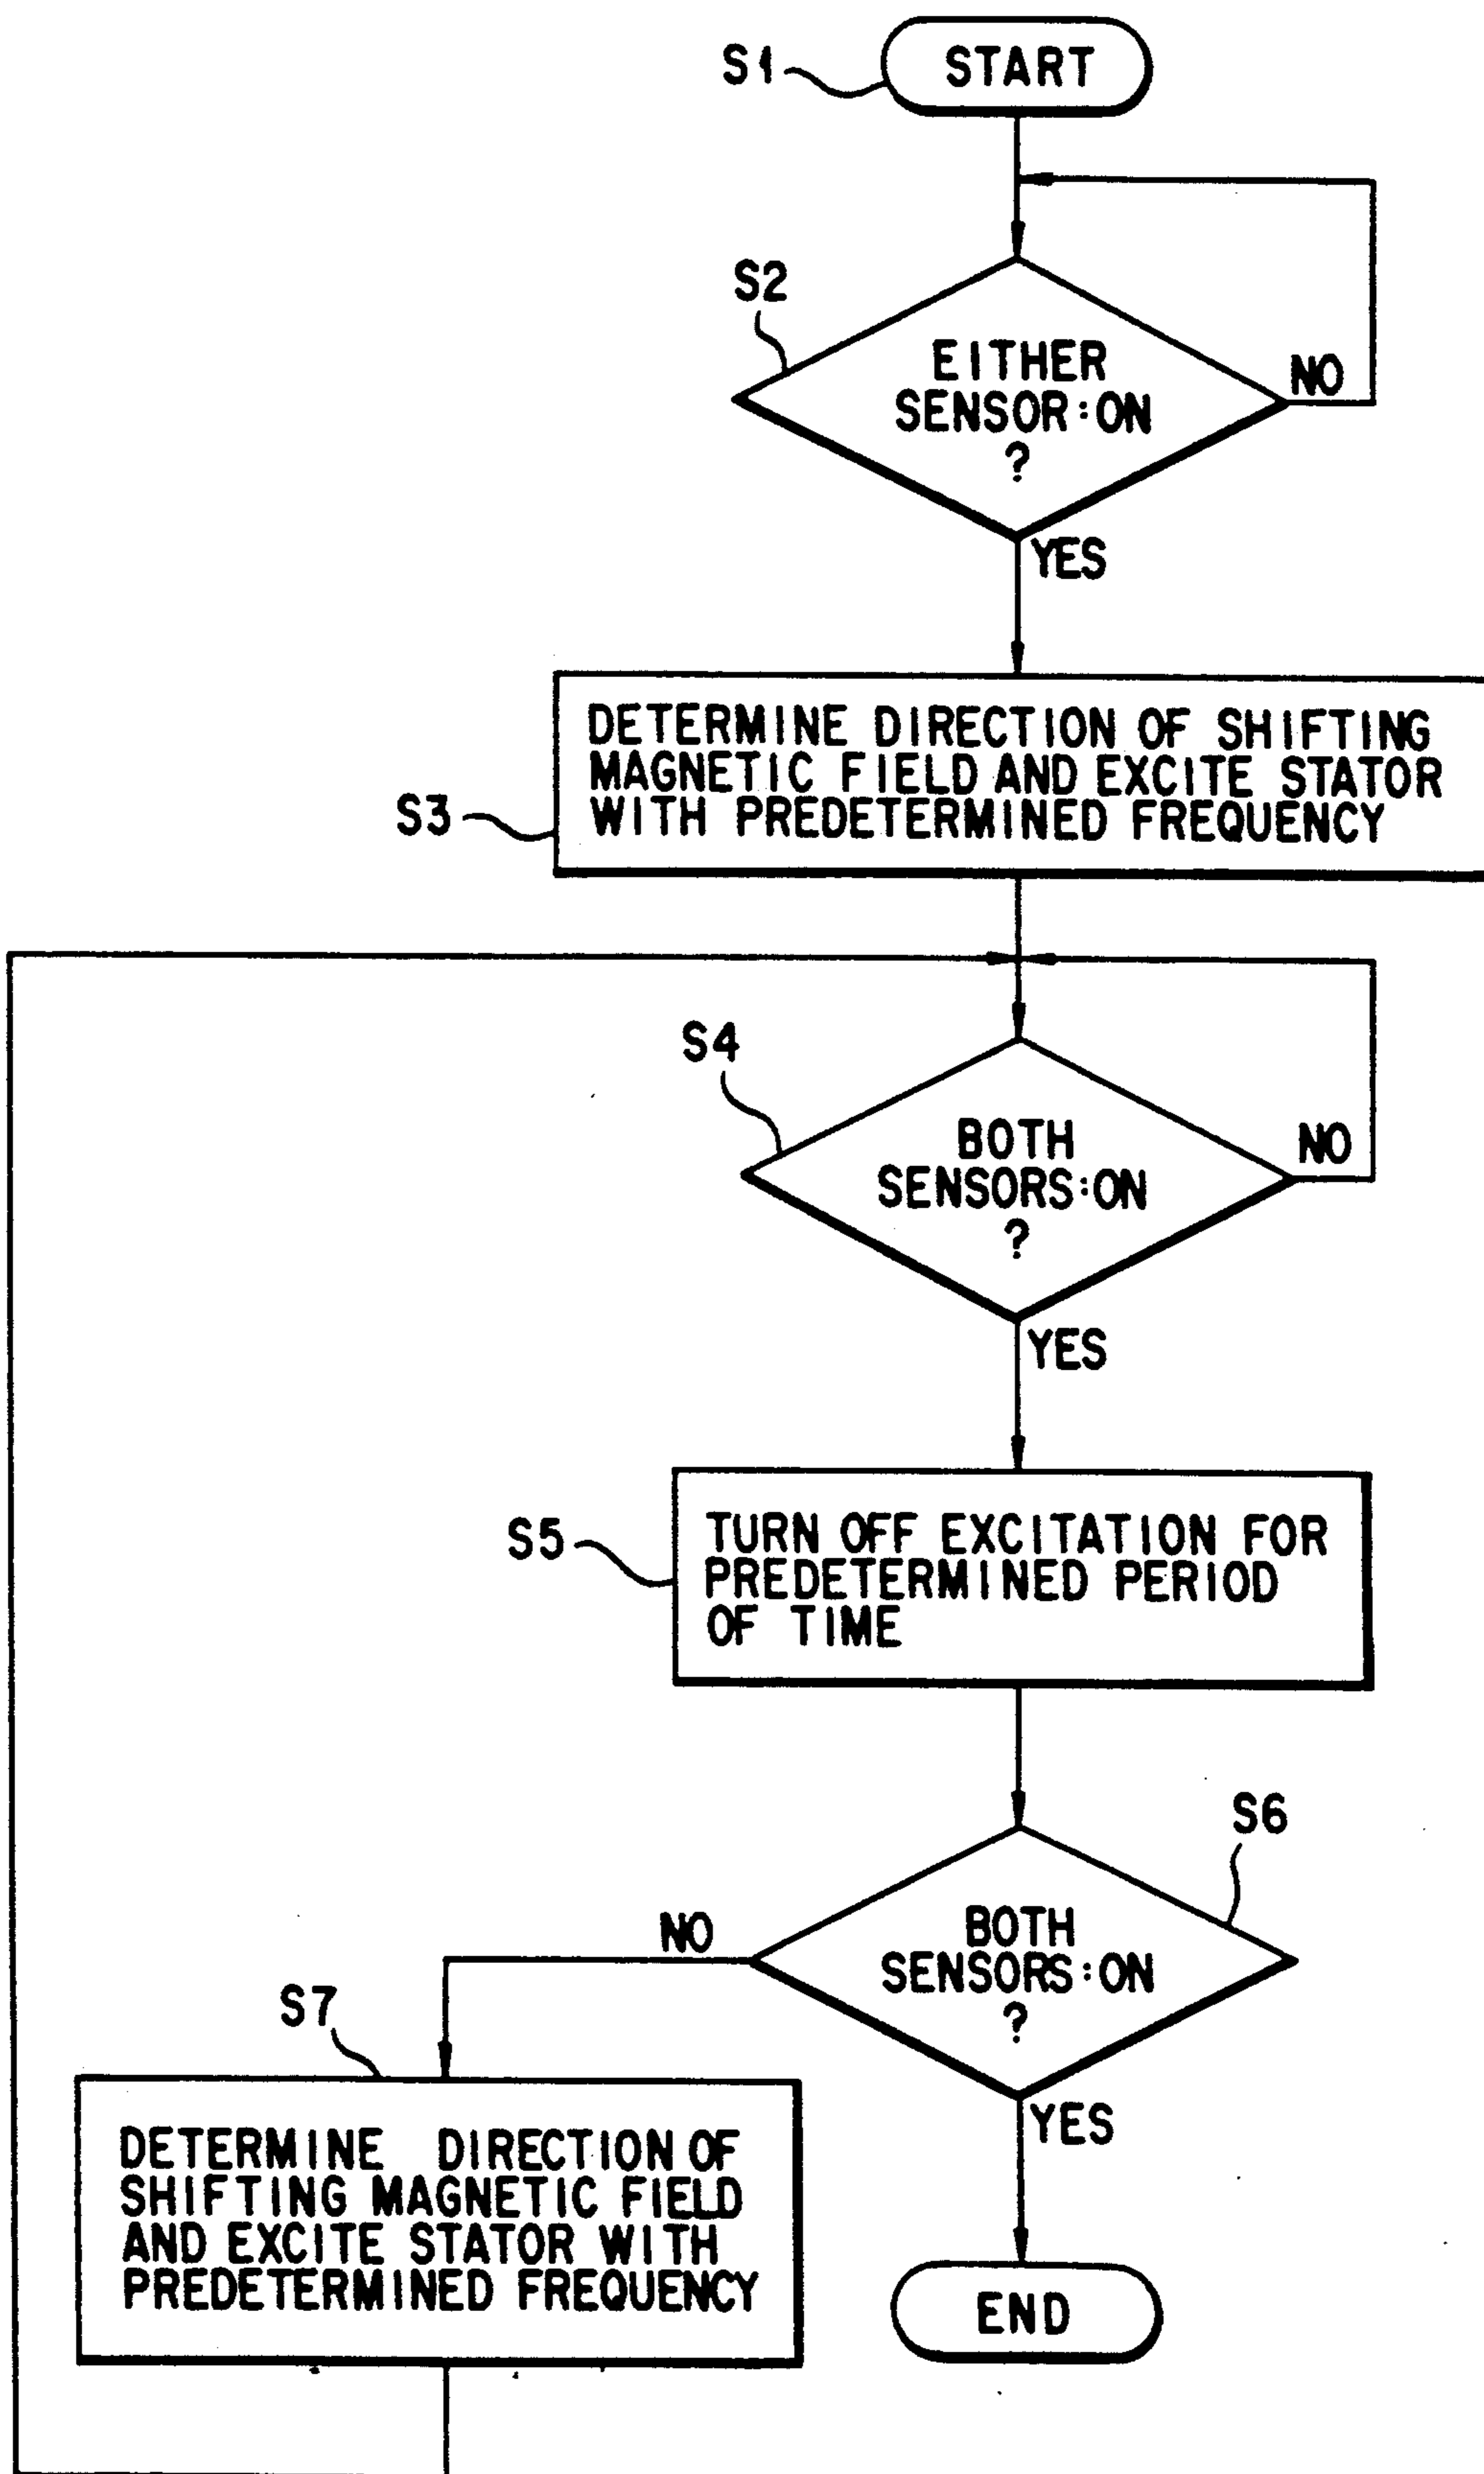 S1
START
S2
EITHER
SENSOR:ON
?
NO
YES
S3
DETERMINE DIRECTION OF SHIFTING
MAGNETIC FIELD AND EXCITE STATOR
WITH PREDETERMINED FREQUENCY
S4
BOTH
SENSORS:ON
?
NO
YES
S5
TURN OFF EXCITATION FOR
PREDETERMINED PERIOD
OF TIME
S6
BOTH
SENSORS:ON
?
NO
YES
S7
DETERMINE DIRECTION OF
SHIFTING MAGNETIC FIELD
AND EXCITE STATOR WITH
PREDETERMINED FREQUENCY
END